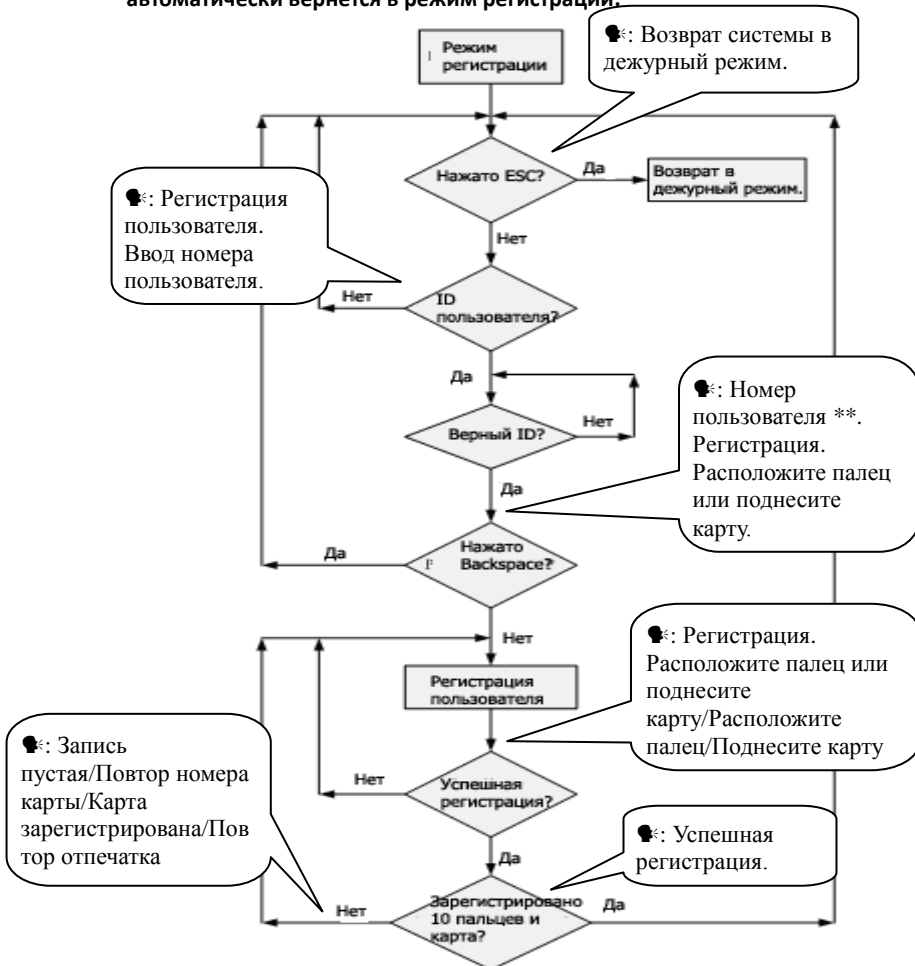 автоматически вернется в режим регистрации.
Режим
регистрации
🗣: Возврат системы в
дежурный режим.
Нажато ESC?
Да
Возврат в
дежурный режим.
Нет
🗣: Регистрация
пользователя.
Ввод номера
пользователя.
Нет
ID
пользователя?
Да
Верный ID?
Нет
🗣: Номер
пользователя **.
Регистрация.
Расположите палец
или поднесите
карту.
Да
Да
Нажато
Backspace?
Нет
Регистрация
пользователя
🗣: Регистрация.
Расположите палец или
поднесите
карту/Расположите
палец/Поднесите карту
🗣: Запись
пустая/Повтор номера
карты/Карта
зарегистрирована/Пов
тор отпечатка
Нет
Успешная
регистрация?
Да
🗣: Успешная
регистрация.
Нет
Зарегистрировано
10 пальцев и
карта?
Да